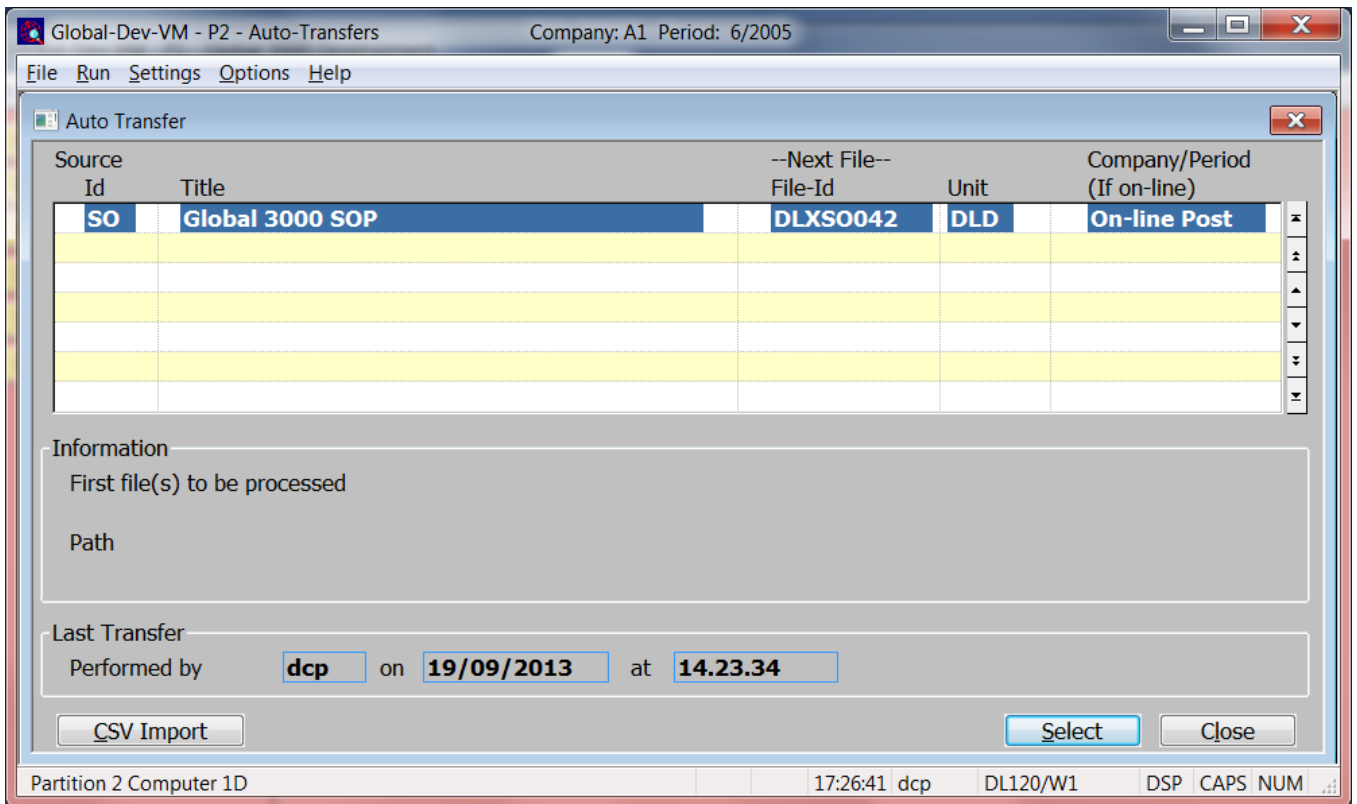 Global-Dev-VM - P2 - Auto-Transfers Company: A1 Period: 6/2005
File Run Settings Options Help
Auto Transfer
Source --Next File-- Company/Period
Id Title File-Id Unit (If on-line)
SO Global 3000 SOP DLXSO042 DLD On-line Post
Information
First file(s) to be processed
Path
Last Transfer
Performed by dcp on 19/09/2013 at 14.23.34
CSV Import Select Close
Partition 2 Computer 1D 17:26:41 dcp DL120/W1 DSP CAPS NUM